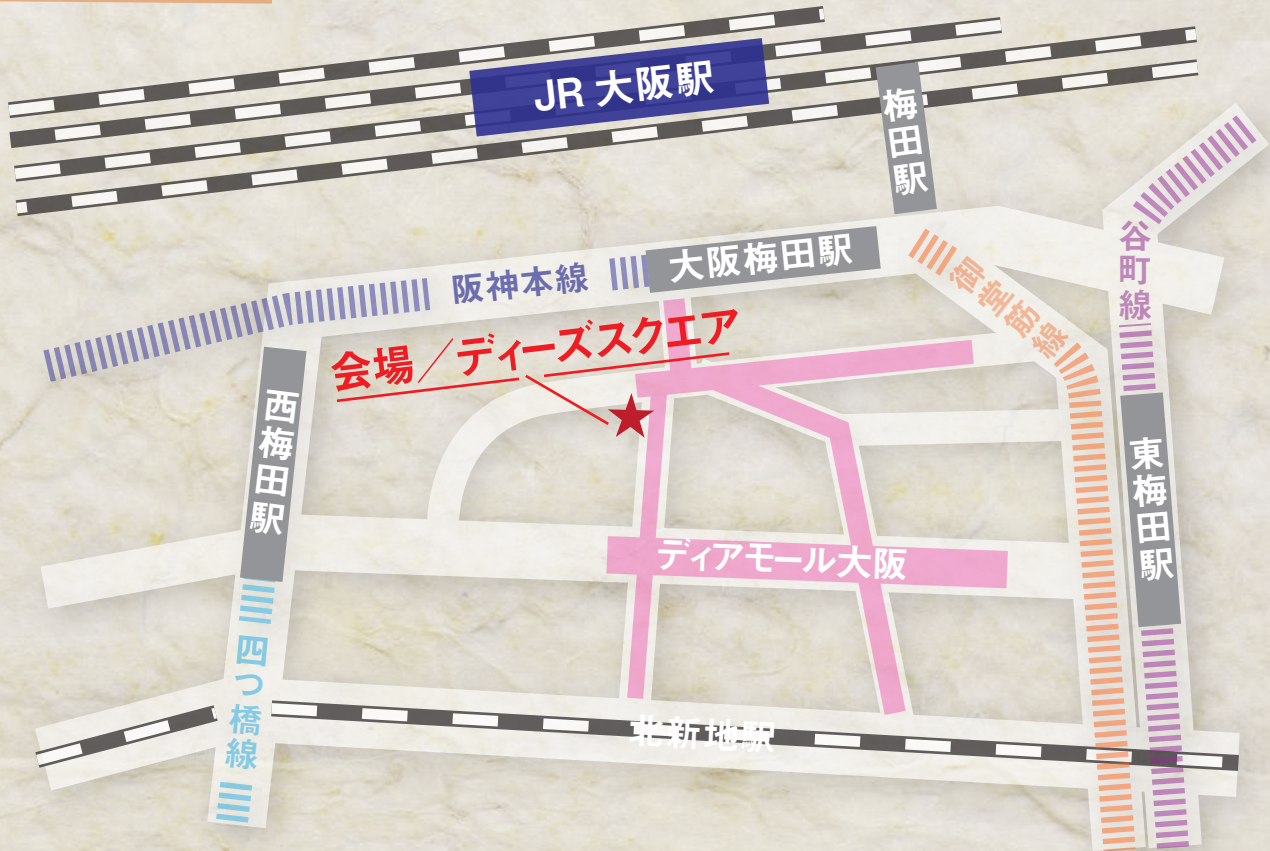 JR 大阪駅
梅田駅
大阪梅田駅
阪神本線
御堂筋線
谷町線
会場／ディーズスクエア
西梅田駅
東梅田駅
ディアモール大阪
四つ橋線
北新地駅